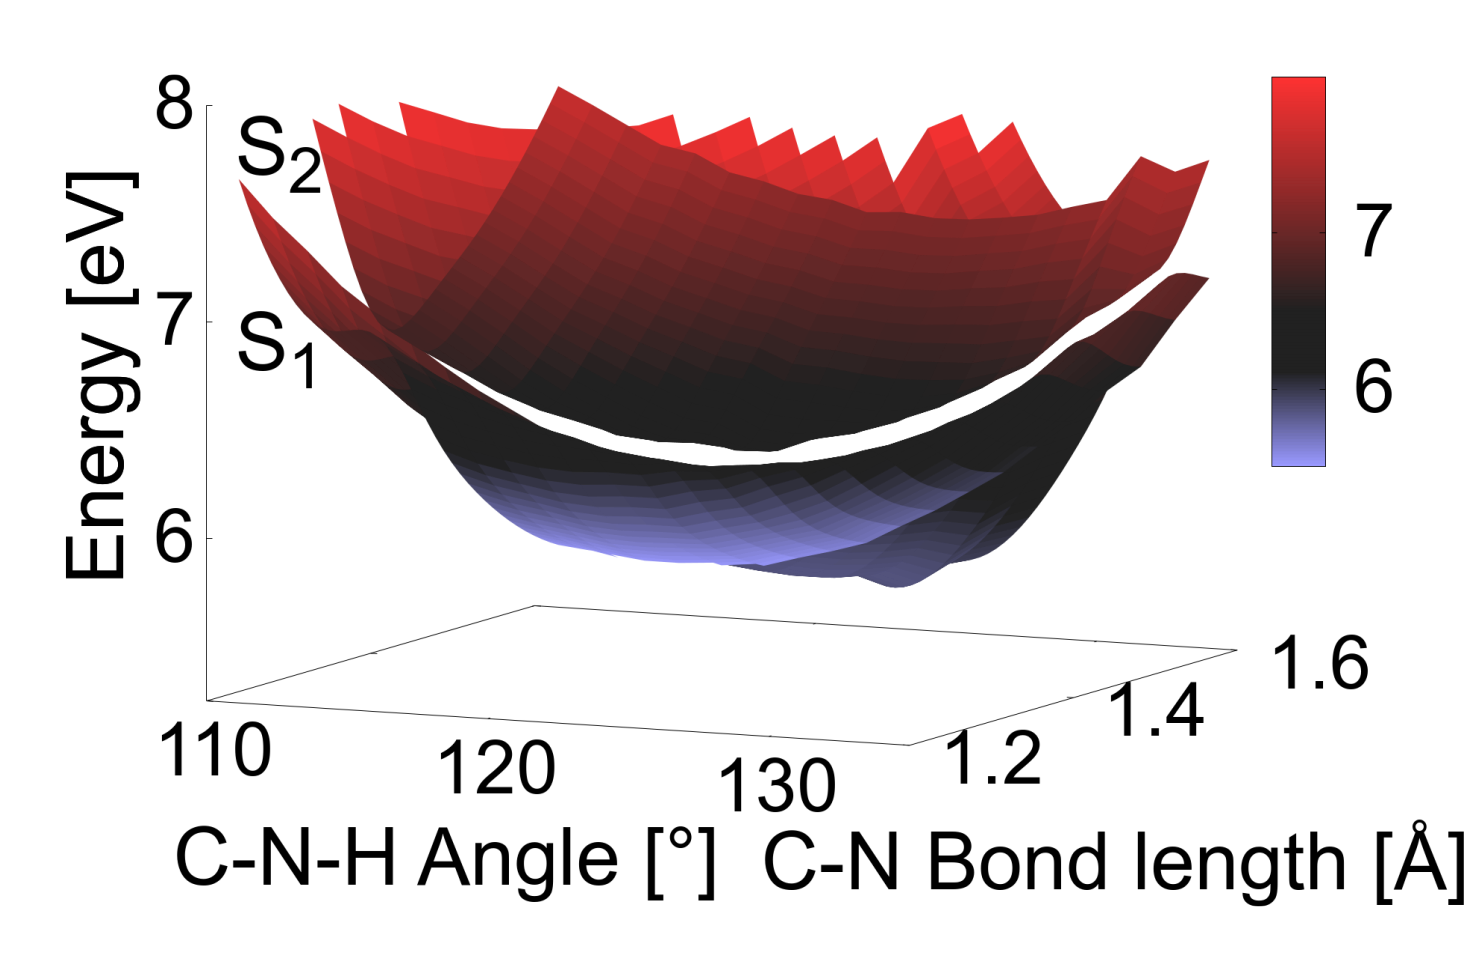 8
S2
7
S1
6
Energy [eV]
7
6
110
120
130
1.2
1.4
1.6
C-N-H Angle [°]
C-N Bond length [Å]